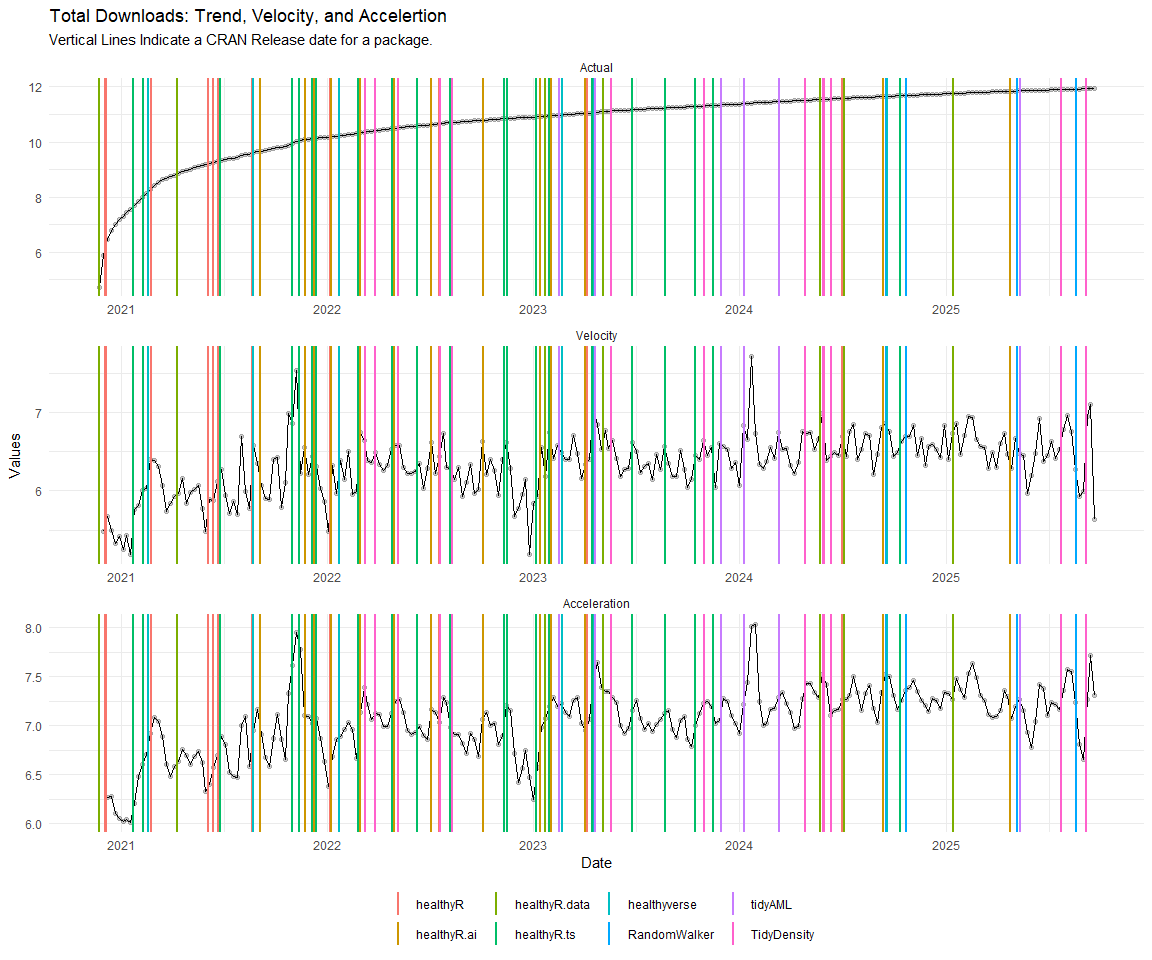 Total Downloads: Trend, Velocity, and Accelertion
Vertical Lines Indicate a CRAN Release date for a package.
Actual
12
10
8
6
2021 2022 2023 2024 2025
Velocity
7
6
2021 2022 2023 2024 2025
Values
Acceleration
8.0
7.5
7.0
6.5
6.0
2021 2022 2023 2024 2025
Date
healthyR healthyR.data healthyverse tidyAML
healthyR.ai healthyR.ts RandomWalker TidyDensity